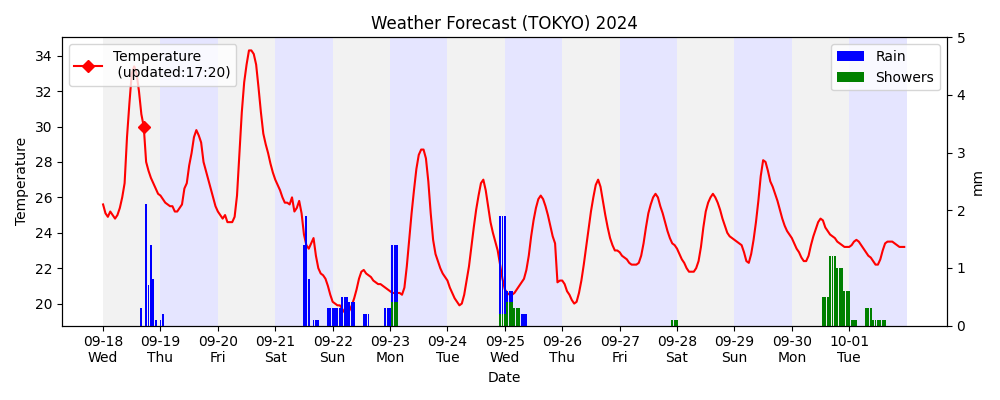 Weather Forecast (TOKYO) 2024
Temperature
(updated:17:20)
Rain
Showers
Temperature
34
32
30
28
26
24
22
20
5
4
3
2
1
0
mm
09-18 09-19 09-20 09-21 09-22 09-23 09-24 09-25 09-26 09-27 09-28 09-29 09-30 10-01
Wed Thu Fri Sat Sun Mon Tue Wed Thu Fri Sat Sun Mon Tue
Date